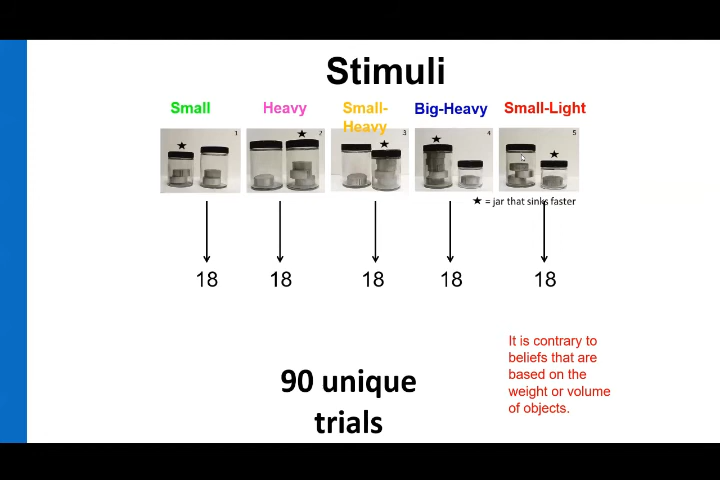 Stimuli
Small
Heavy
Small-
Heavy
Big-Heavy
Small-Light
1
2
3
4
5
★ = jar that sinks faster
18
18
18
18
18
90 unique
trials
It is contrary to
beliefs that are
based on the
weight or volume
of objects.